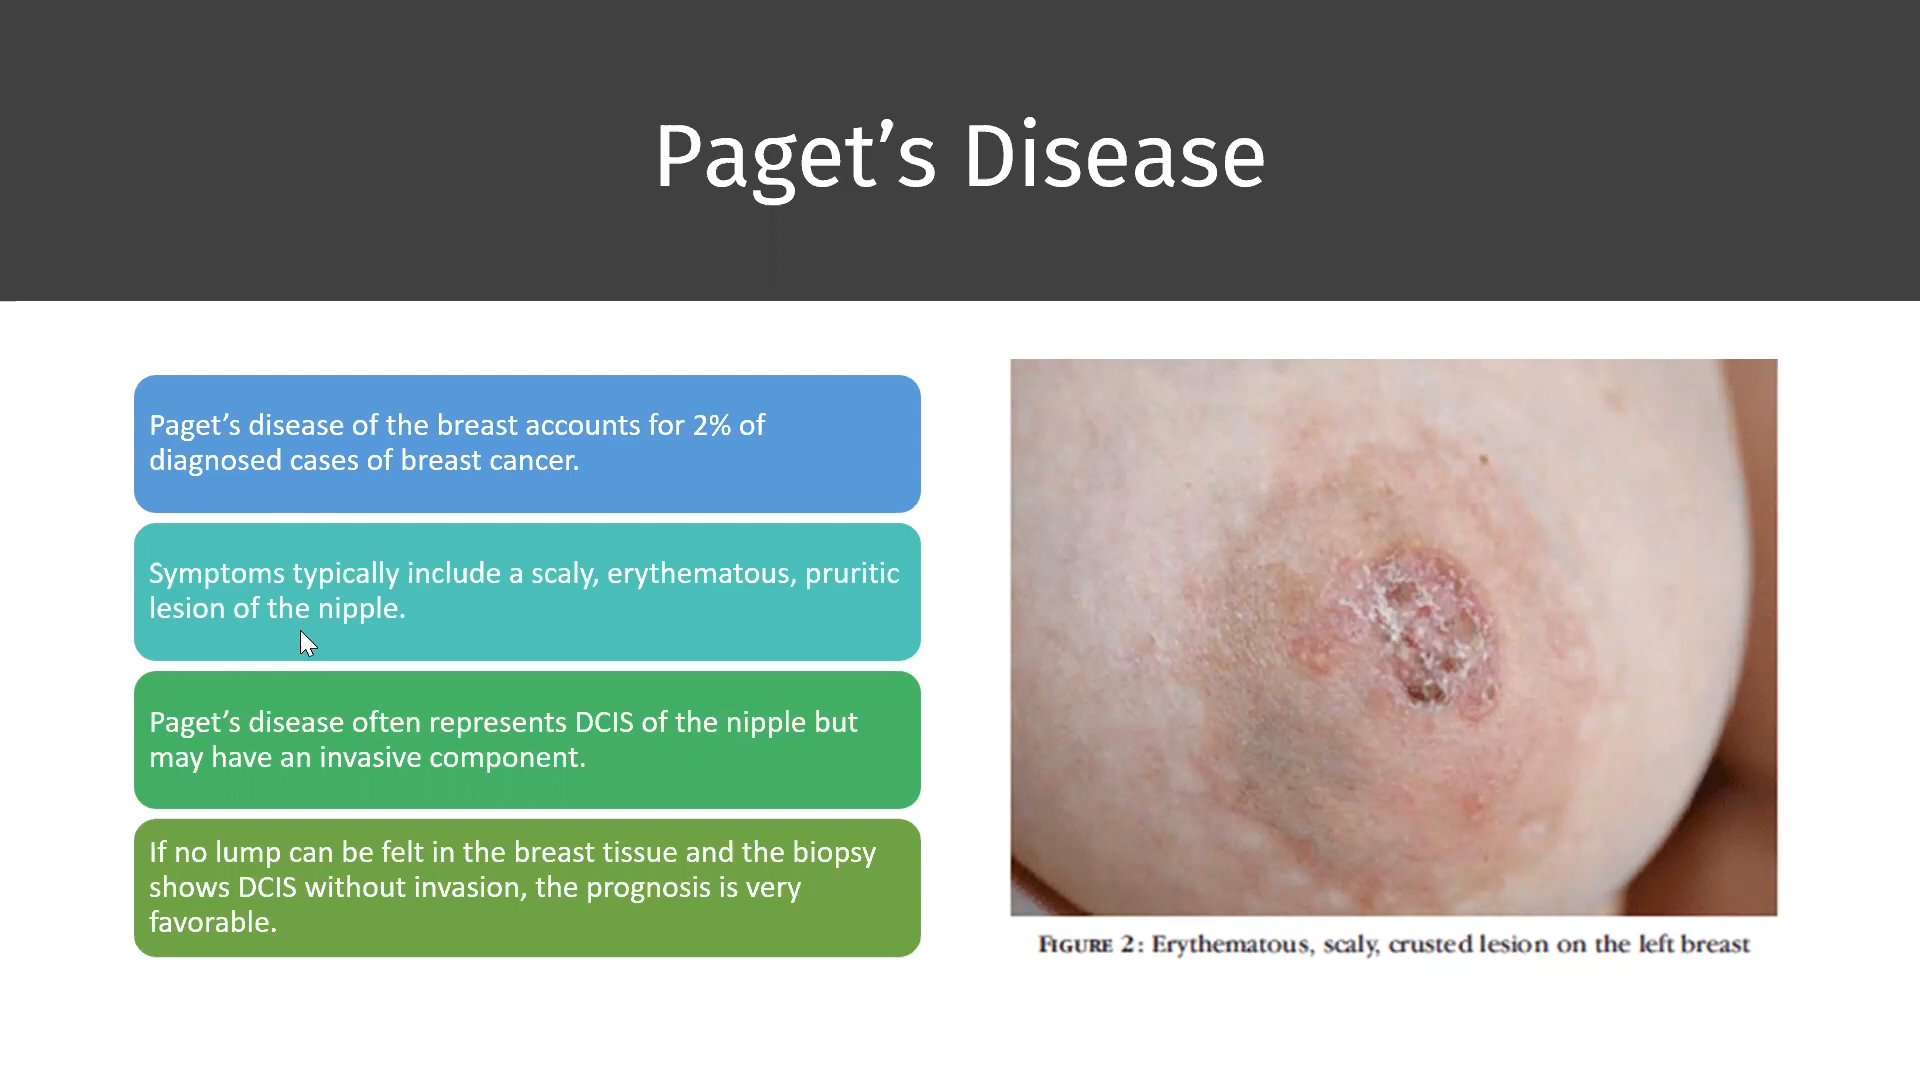 Paget’s Disease
Paget’s disease of the breast accounts for 2% of
diagnosed cases of breast cancer.
Symptoms typically include a scaly, erythematous, pruritic
lesion of the nipple.
Paget’s disease often represents DCIS of the nipple but
may have an invasive component.
If no lump can be felt in the breast tissue and the biopsy
shows DCIS without invasion, the prognosis is very
favorable.
FIGURE 2: Erythematous, scaly, crusted lesion on the left breast